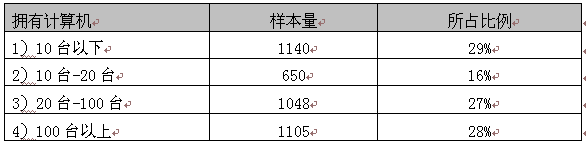 拥有计算机 样本量 所占比例
1）10 台以下 1140 29%
2）10 台-20 台 650 16%
3）20 台-100 台 1048 27%
4）100 台以上 1105 28%